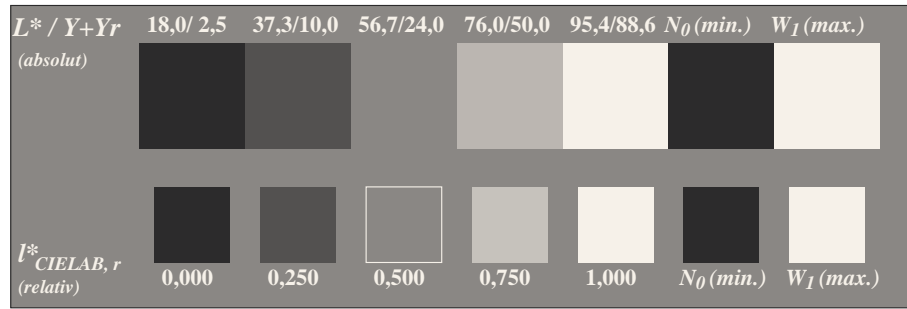 L* / Y+Yr 18,0/ 2,5 37,3/10,0 56,7/24,0 76,0/50,0 95,4/88,6 N0 (min.) W1 (max.)
(absolut)
l*CIELAB, r
0,000 0,250 0,500 0,750 1,000 N0 (min.) W1 (max.)
(relativ)